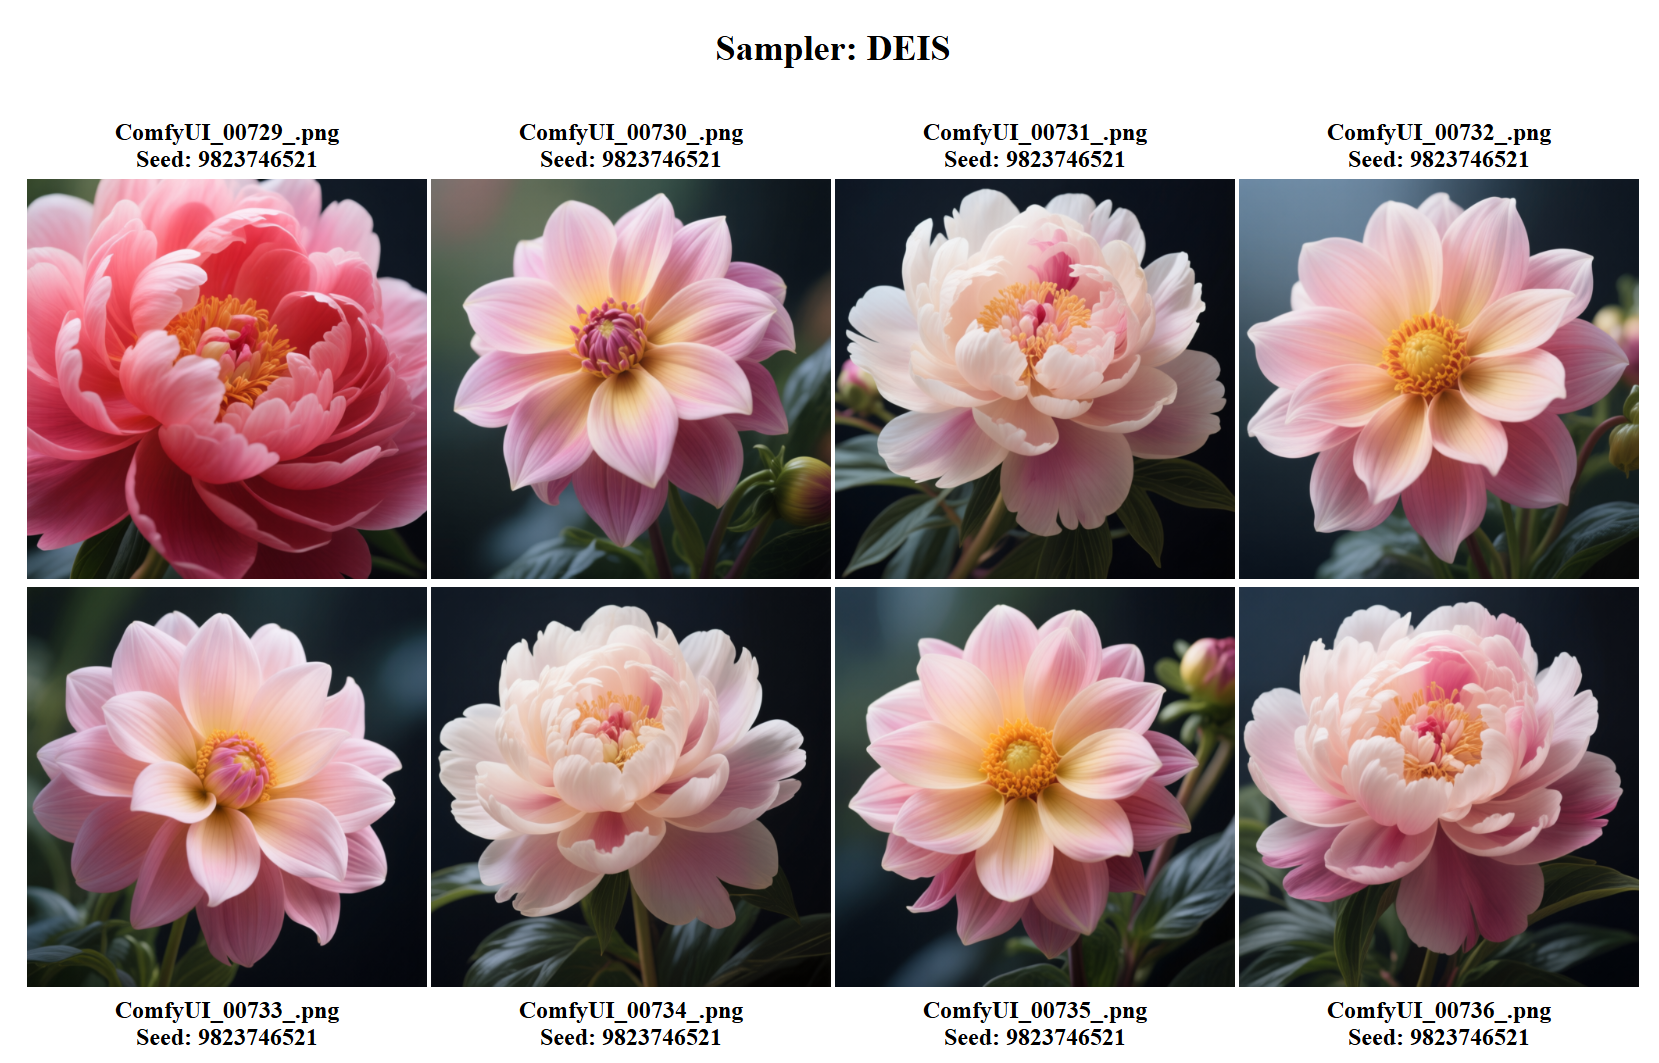 Sampler: DEIS
ComfyUI_00729_.png
Seed: 9823746521
ComfyUI_00730_.png
Seed: 9823746521
ComfyUI_00731_.png
Seed: 9823746521
ComfyUI_00732_.png
Seed: 9823746521
ComfyUI_00733_.png
Seed: 9823746521
ComfyUI_00734_.png
Seed: 9823746521
ComfyUI_00735_.png
Seed: 9823746521
ComfyUI_00736_.png
Seed: 9823746521